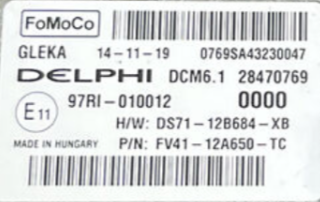 FoMoCo
GLEKA 14-11-19 0769SA43230047
DELPHI DCM6.1 28470769
E11 97RI-010012 0000
H/W: DS71-12B684-XB
MADE IN HUNGARY P/N: FV41-12A650-TC